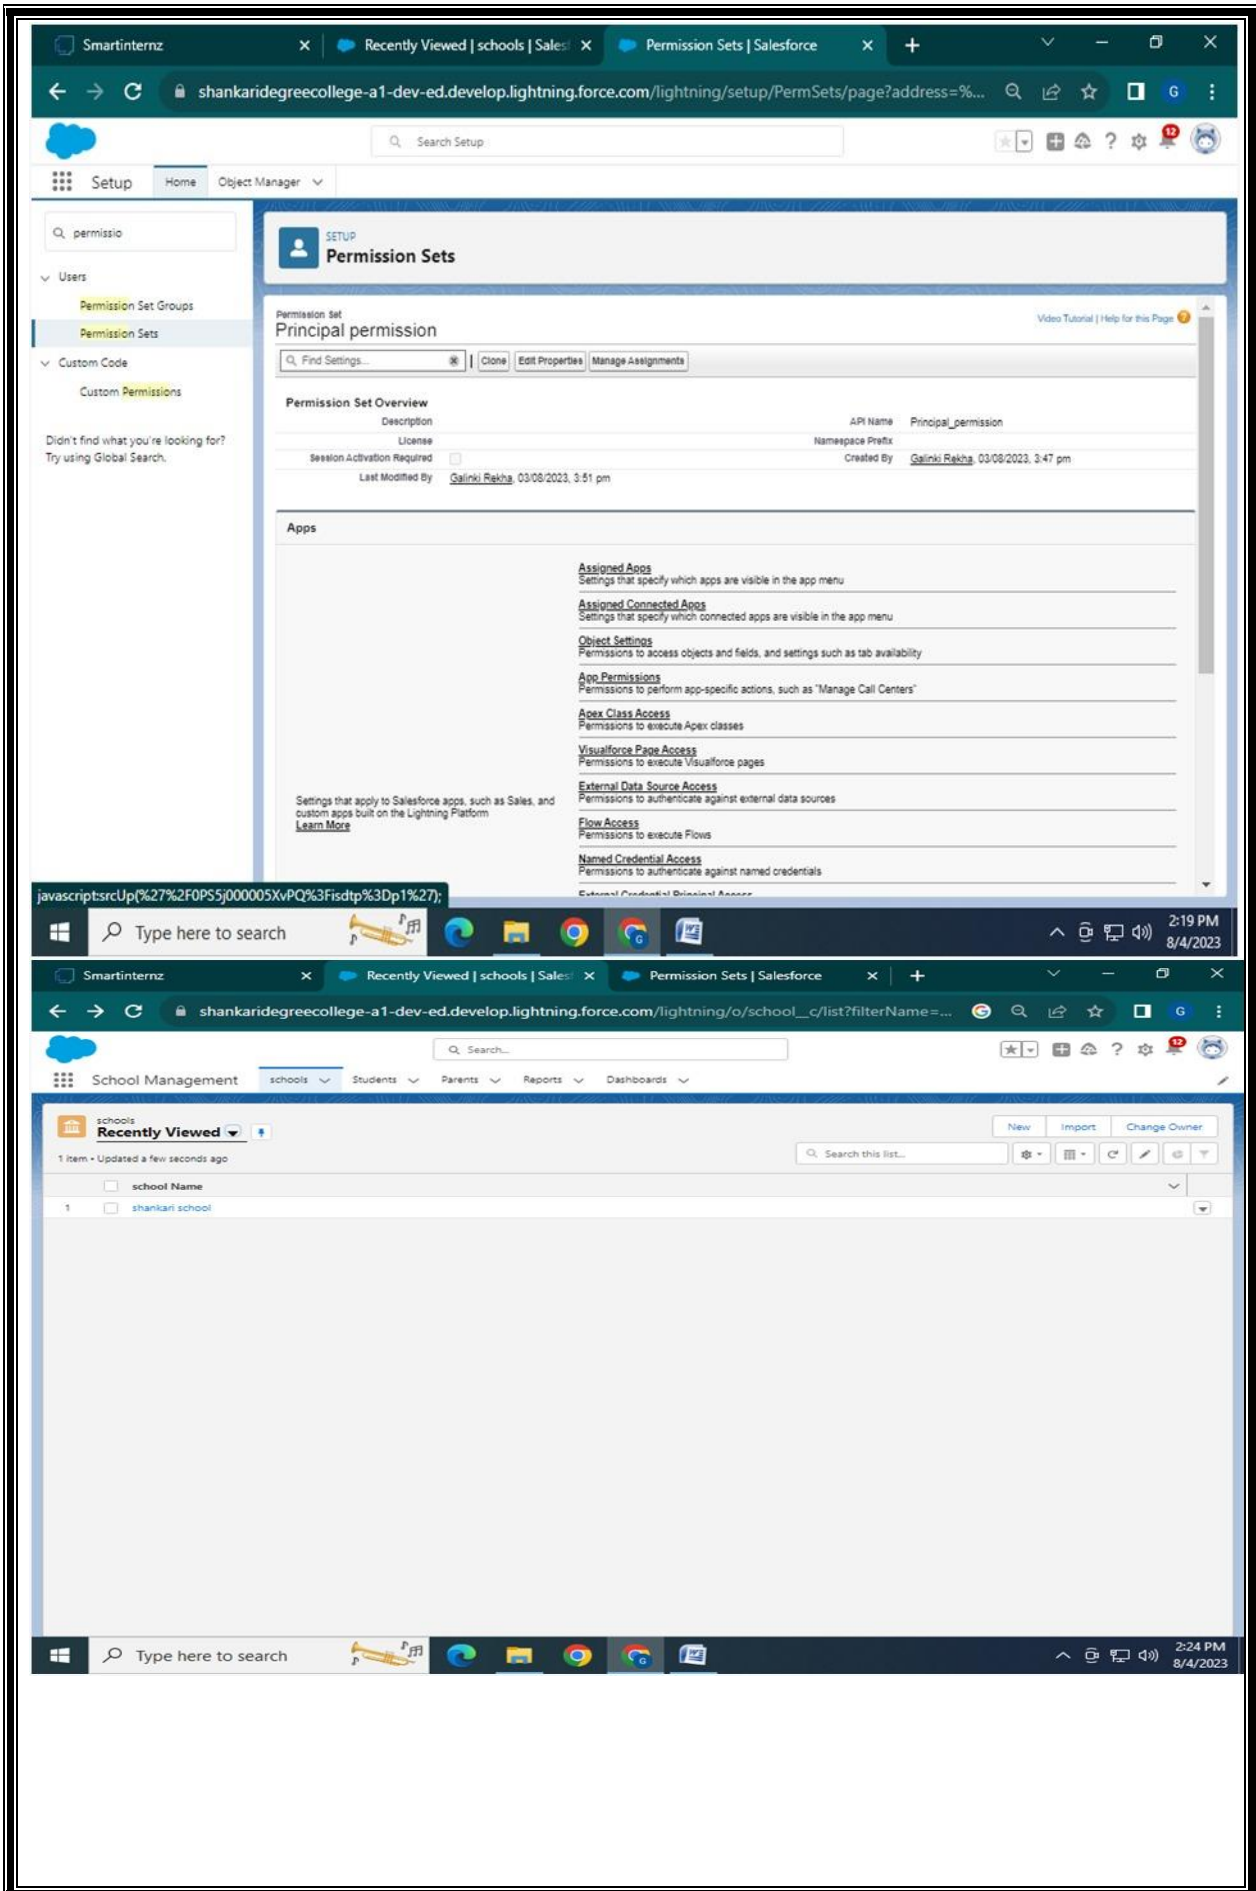 Smartinternz
Recently Viewed | schools | Sales
Permission Sets | Salesforce
shankaridegreecollege-a1-dev-ed.develop.lightning.force.com/lightning/setup/PermSets/page?address=%...
G
Search Setup
12
Setup
Home
Object Manager
permissio
SETUP
Permission Sets
Users
Permission Set Groups
Permission Sets
Custom Code
Custom Permissions
Didn't find what you're looking for?
Try using Global Search.
Permission Set
Principal permission
Video Tutorial | Help for this Page
Find Settings...
Clone
Edit Properties
Manage Assignments
Permission Set Overview
Description
API Name Principal_permission
License
Namespace Prefix
Session Activation Required
Created By Galinki Rekha, 03/08/2023, 3:47 pm
Last Modified By Galinki Rekha, 03/08/2023, 3:51 pm
Apps
Settings that apply to Salesforce apps, such as Sales, and
custom apps built on the Lightning Platform
Learn More
Assigned Apps
Settings that specify which apps are visible in the app menu
Assigned Connected Apps
Settings that specify which connected apps are visible in the app menu
Object Settings
Permissions to access objects and fields, and settings such as tab availability
App Permissions
Permissions to perform app-specific actions, such as "Manage Call Centers"
Apex Class Access
Permissions to execute Apex classes
Visualforce Page Access
Permissions to execute Visualforce pages
External Data Source Access
Permissions to authenticate against external data sources
Flow Access
Permissions to execute Flows
Named Credential Access
Permissions to authenticate against named credentials
External Credential Principal Access
javascript:srcUp(%27%2F0PS5j000005XvPQ%3Fisdtp%3Dp1%27);
Type here to search
2:19 PM
8/4/2023
Smartinternz
Recently Viewed | schools | Sales
Permission Sets | Salesforce
shankaridegreecollege-a1-dev-ed.develop.lightning.force.com/lightning/o/school__c/list?filterName=...
G
Search...
12
School Management
schools
Students
Parents
Reports
Dashboards
schools
Recently Viewed
New
Import
Change Owner
1 item • Updated a few seconds ago
Search this list...
school Name
1 shankari school
Type here to search
2:24 PM
8/4/2023